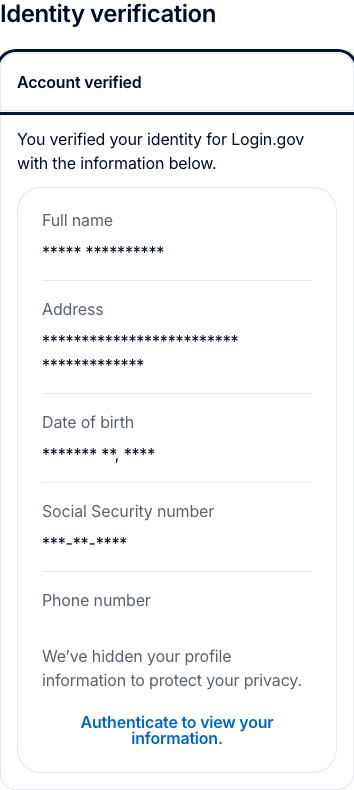 Identity verification
Account verified
You verified your identity for Login.gov
with the information below.
Full name
***** **********
Address
*************************
*************
Date of birth
******* **, ****
Social Security number
***-**-****
Phone number
We’ve hidden your profile
information to protect your privacy.
Authenticate to view your
information.